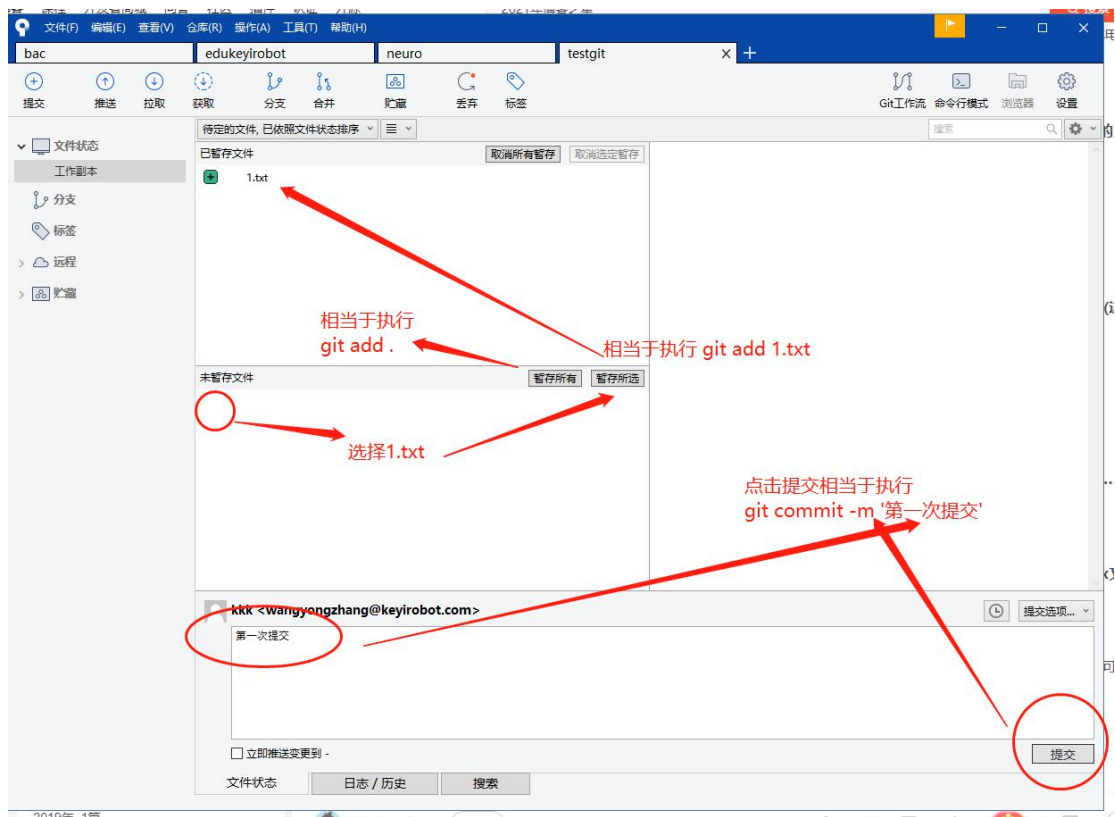 2021年博客之星
文件(F) 编辑(E) 查看(V) 仓库(R) 操作(A) 工具(T) 帮助(H)
bac edukeyirobot neuro testgit
提交 推送 拉取 获取 分支 合并 贮藏 丢弃 标签 Git工作流 命令行模式 浏览器 设置
待定的文件, 已依照文件状态排序 搜索
文件状态
工作副本
分支
标签
远程
贮藏
已暂存文件 取消所有暂存 取消选定暂存
1.txt
相当于执行
git add .
相当于执行 git add 1.txt
未暂存文件 暂存所有 暂存所选
选择1.txt
点击提交相当于执行
git commit -m '第一次提交'
kkk <wangyongzhang@keyirobot.com> 提交选项...
第一次提交
立即推送变更到 -
提交
文件状态 日志 / 历史 搜索